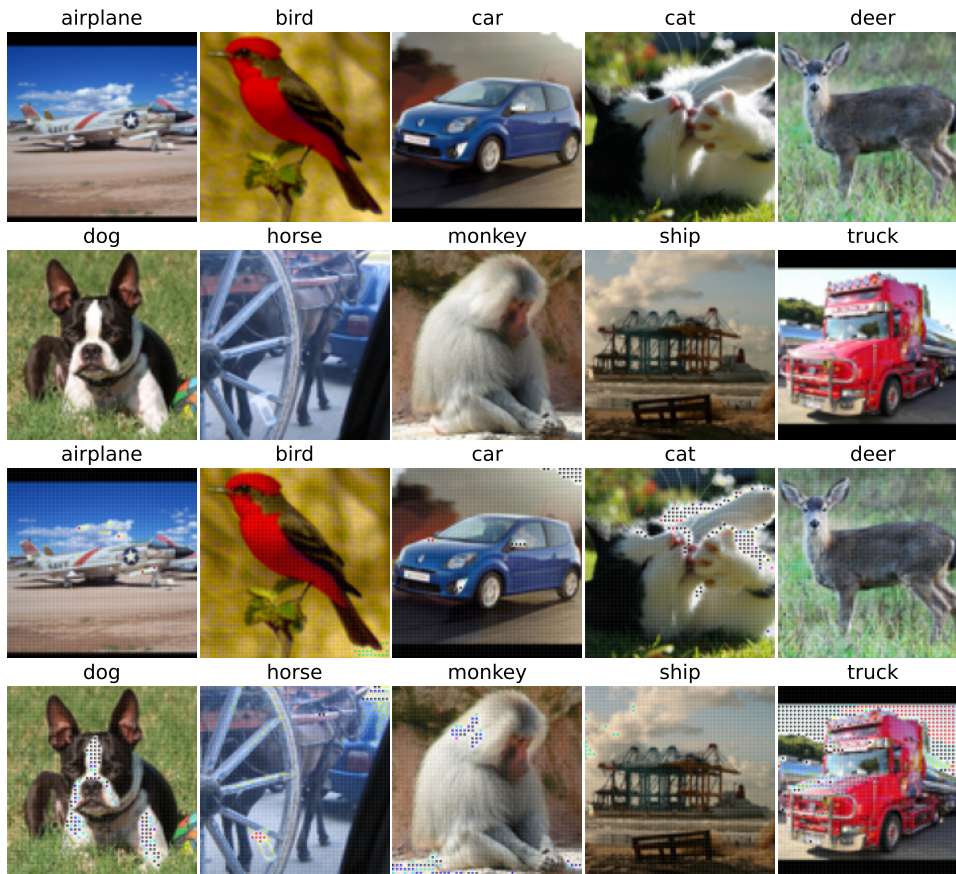 airplane bird car cat deer
dog horse monkey ship truck
airplane bird car cat deer
dog horse monkey ship truck